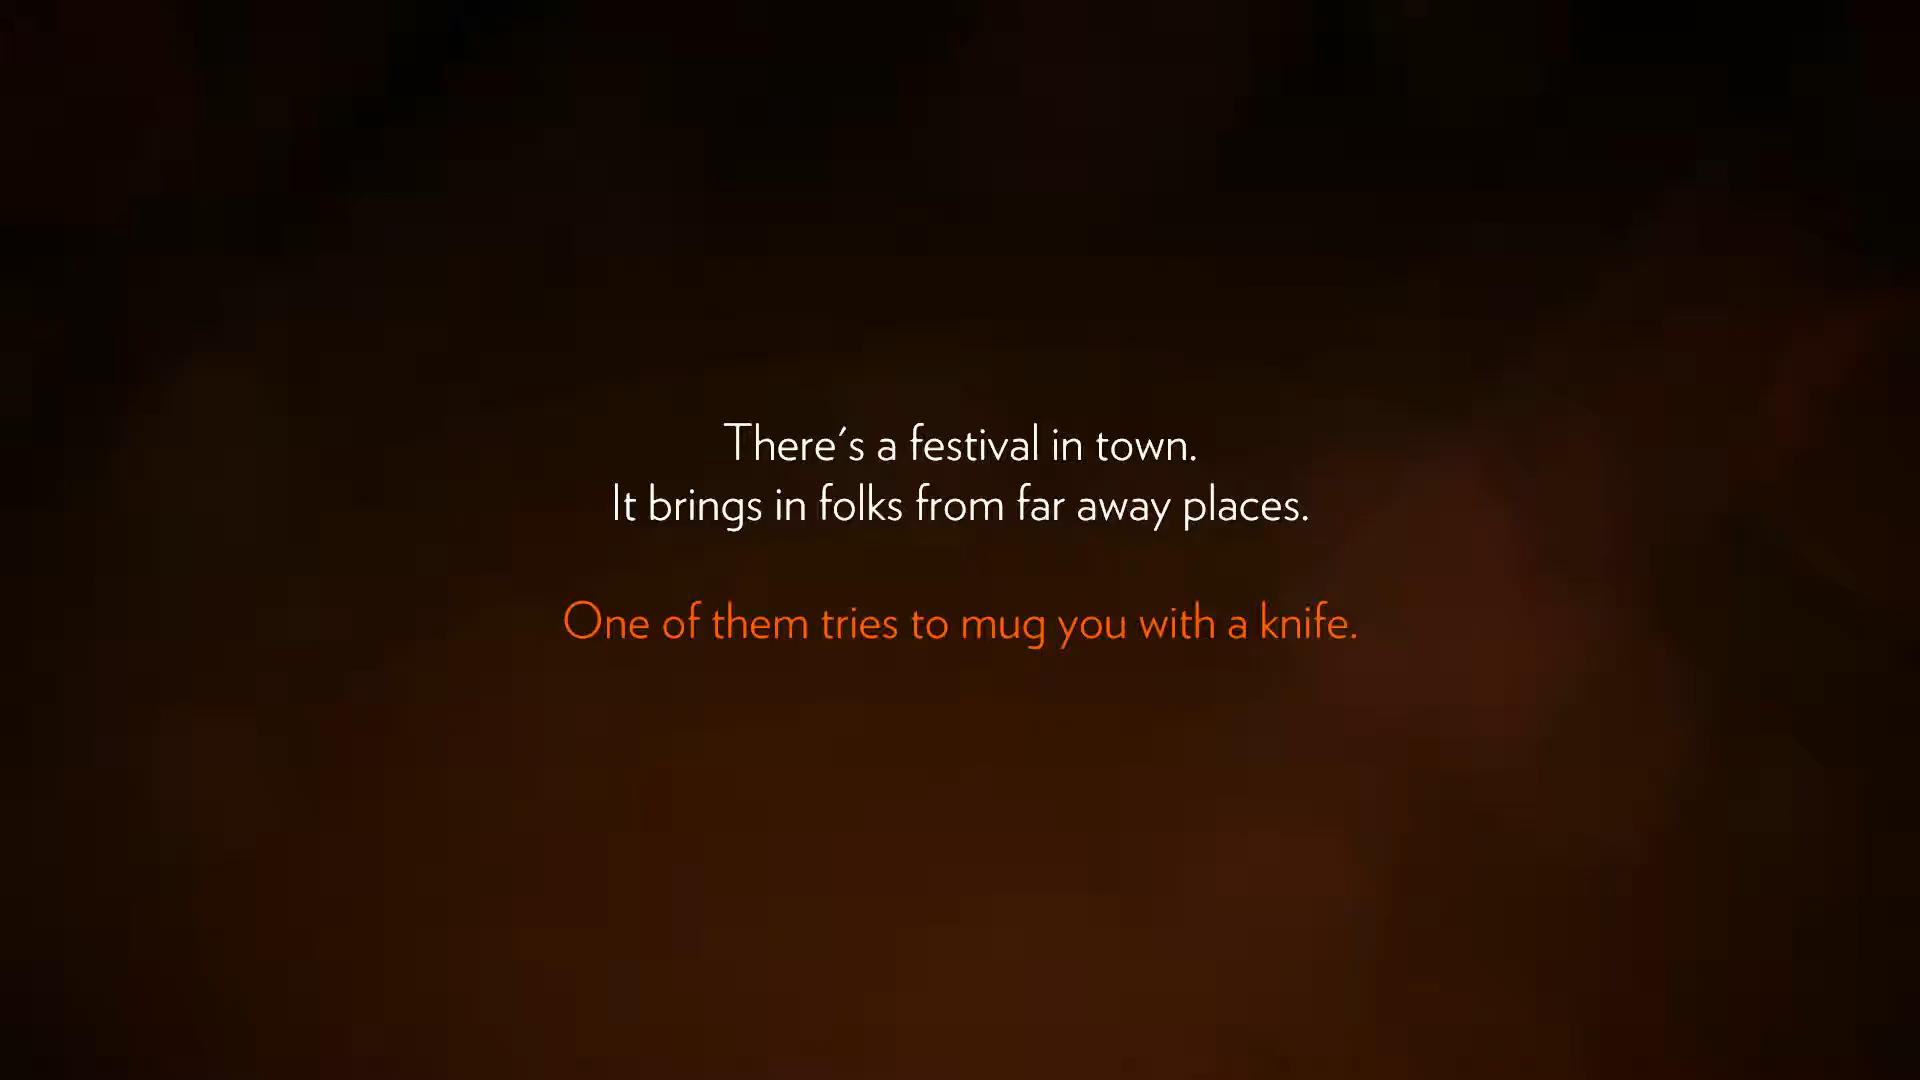 There's a festival in town.
It brings in folks from far away places.
One of them tries to mug you with a knife.